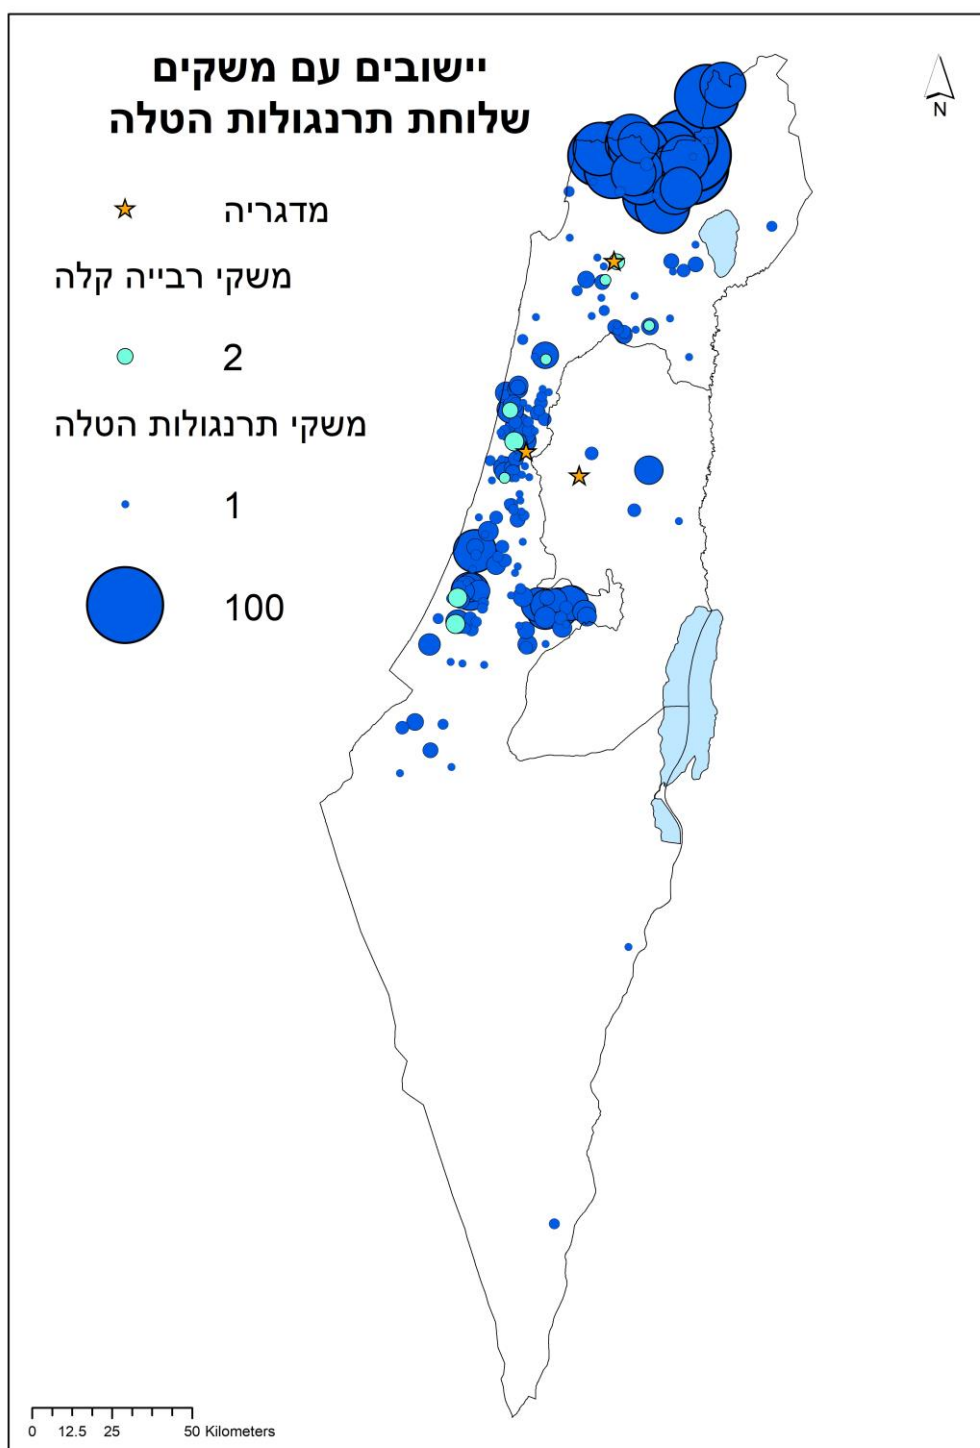 יישובים עם משקים
שלוחת תרנגולות הטלה
מדגריה
משקי רבייה קלה
2
משקי תרנגולות הטלה
1
100
N
0 12.5 25 50 Kilometers